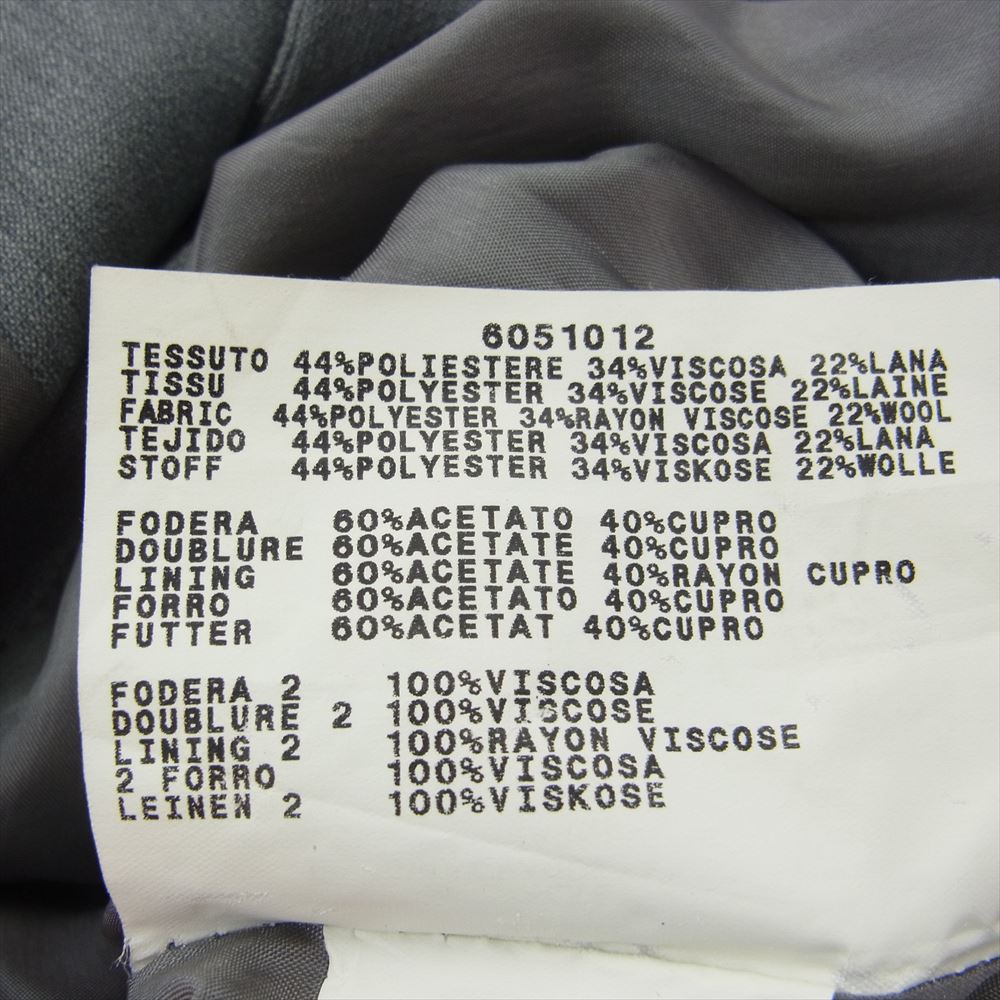 6051012
TESSUTO 44%POLIESTERE 34%VISCOSA 22%LANA
TISSU 44%POLYESTER 34%VISCOSE 22%LAINE
FABRIC 44%POLYESTER 34%RAYON VISCOSE 22%WOOL
TEJIDO 44%POLYESTER 34%VISCOSA 22%LANA
STOFF 44%POLYESTER 34%VISKOSE 22%WOLLE
FODERA 60%ACETATO 40%CUPRO
DOUBLURE 60%ACETATE 40%CUPRO
LINING 60%ACETATE 40%RAYON CUPRO
FORRO 60%ACETATO 40%CUPRO
FUTTER 60%ACETAT 40%CUPRO
FODERA 2 100%VISCOSA
DOUBLURE 2 100%VISCOSE
LINING 2 100%RAYON VISCOSE
2 FORRO 100%VISCOSA
LEINEN 2 100%VISKOSE